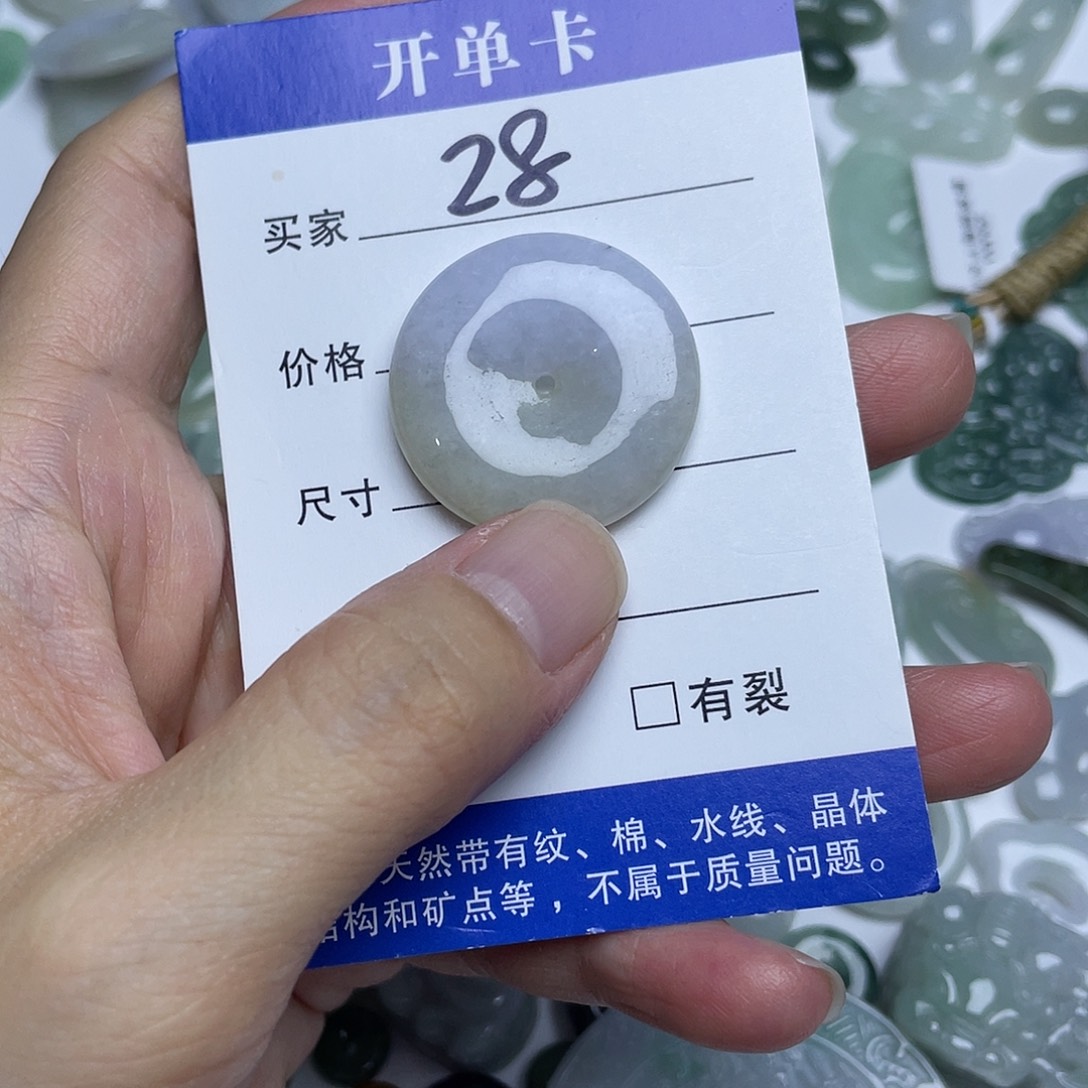 开单卡
买家 28
价格
尺寸
□有裂
天然带有纹、棉、水线、晶体
结构和矿点等，不属于质量问题。